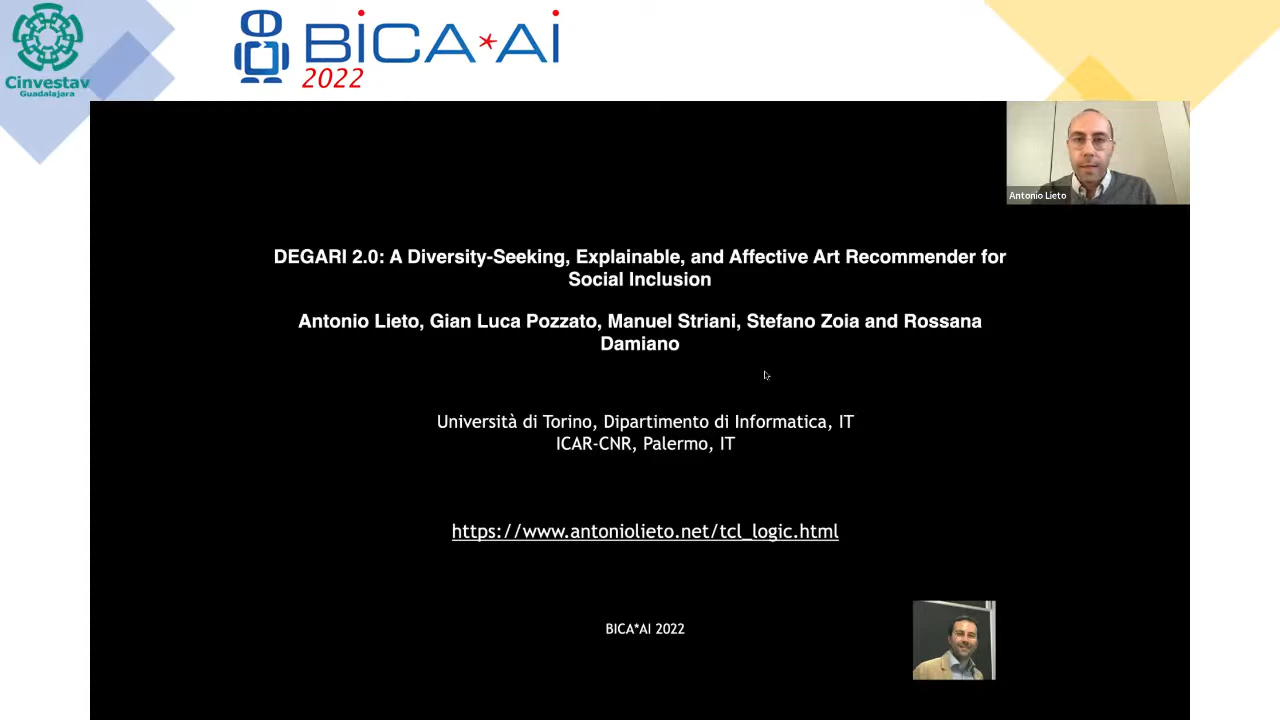 Cinvestav
Guadalajara
BiCA*Ai
2022
Antonio Lieto
DEGARI 2.0: A Diversity-Seeking, Explainable, and Affective Art Recommender for
Social Inclusion
Antonio Lieto, Gian Luca Pozzato, Manuel Striani, Stefano Zoia and Rossana
Damiano
Università di Torino, Dipartimento di Informatica, IT
ICAR-CNR, Palermo, IT
https://www.antoniolieto.net/tcl_logic.html
BICA*AI 2022